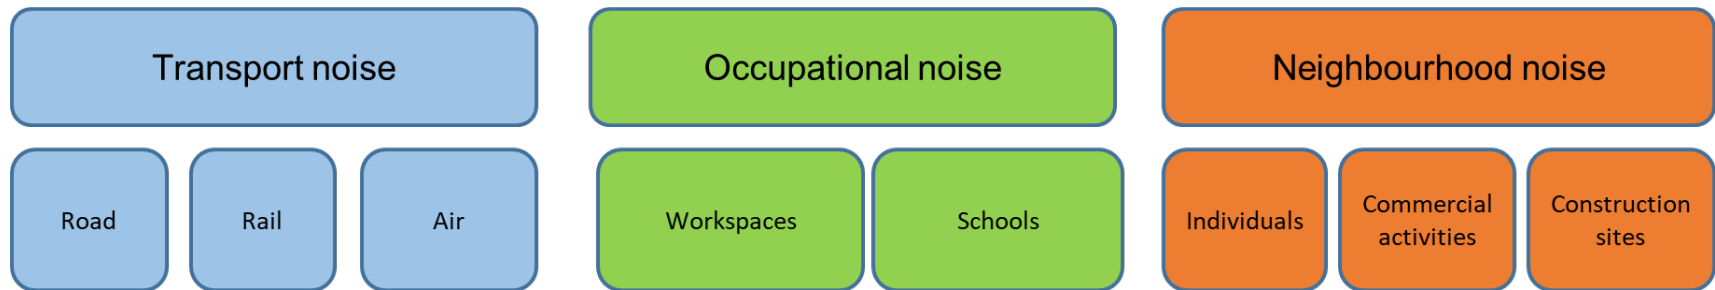 Transport noise
Occupational noise
Neighbourhood noise
Road
Rail
Air
Workspaces
Schools
Individuals
Commercial
activities
Construction
sites